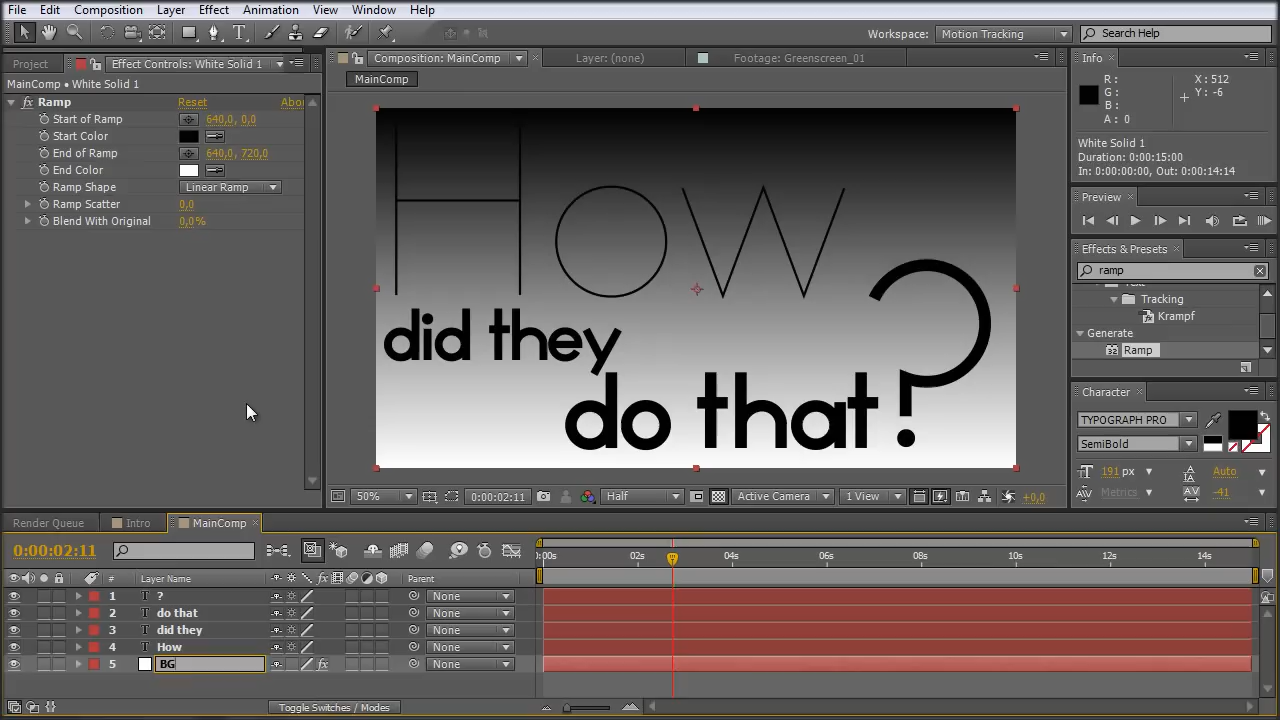 File Edit Composition Layer Effect Animation View Window Help
Workspace: Motion Tracking Search Help
Project Effect Controls: White Solid 1 Composition: MainComp Layer: (none) Footage: Greenscreen_01 Info
MainComp • White Solid 1 MainComp
R: G: B: A: 0
X: 512
Y: -6
Ramp Reset
Start of Ramp 640,0, 0,0
Start Color
End of Ramp 640,0, 720,0
End Color
Ramp Shape Linear Ramp
Ramp Scatter 0,0
Blend With Original 0,0%
How
did they
do that?
White Solid 1
Duration: 0:00:15:00
In: 0:00:00:00, Out: 0:00:14:14
Preview
Effects & Presets
ramp
Tracking
Krampf
Generate
32 Ramp
Character
TYPOGRAPH PRO
SemiBold
191 px Auto
Metrics -41
50% 0:00:02:11 Half Active Camera 1 View +0,0
Render Queue Intro MainComp
0:00:02:11
:00s 02s 04s 06s 08s 10s 12s 14s
# Layer Name Parent
1 T ? None
2 T do that None
3 T did they None
4 T How None
5 BG None
Toggle Switches / Modes